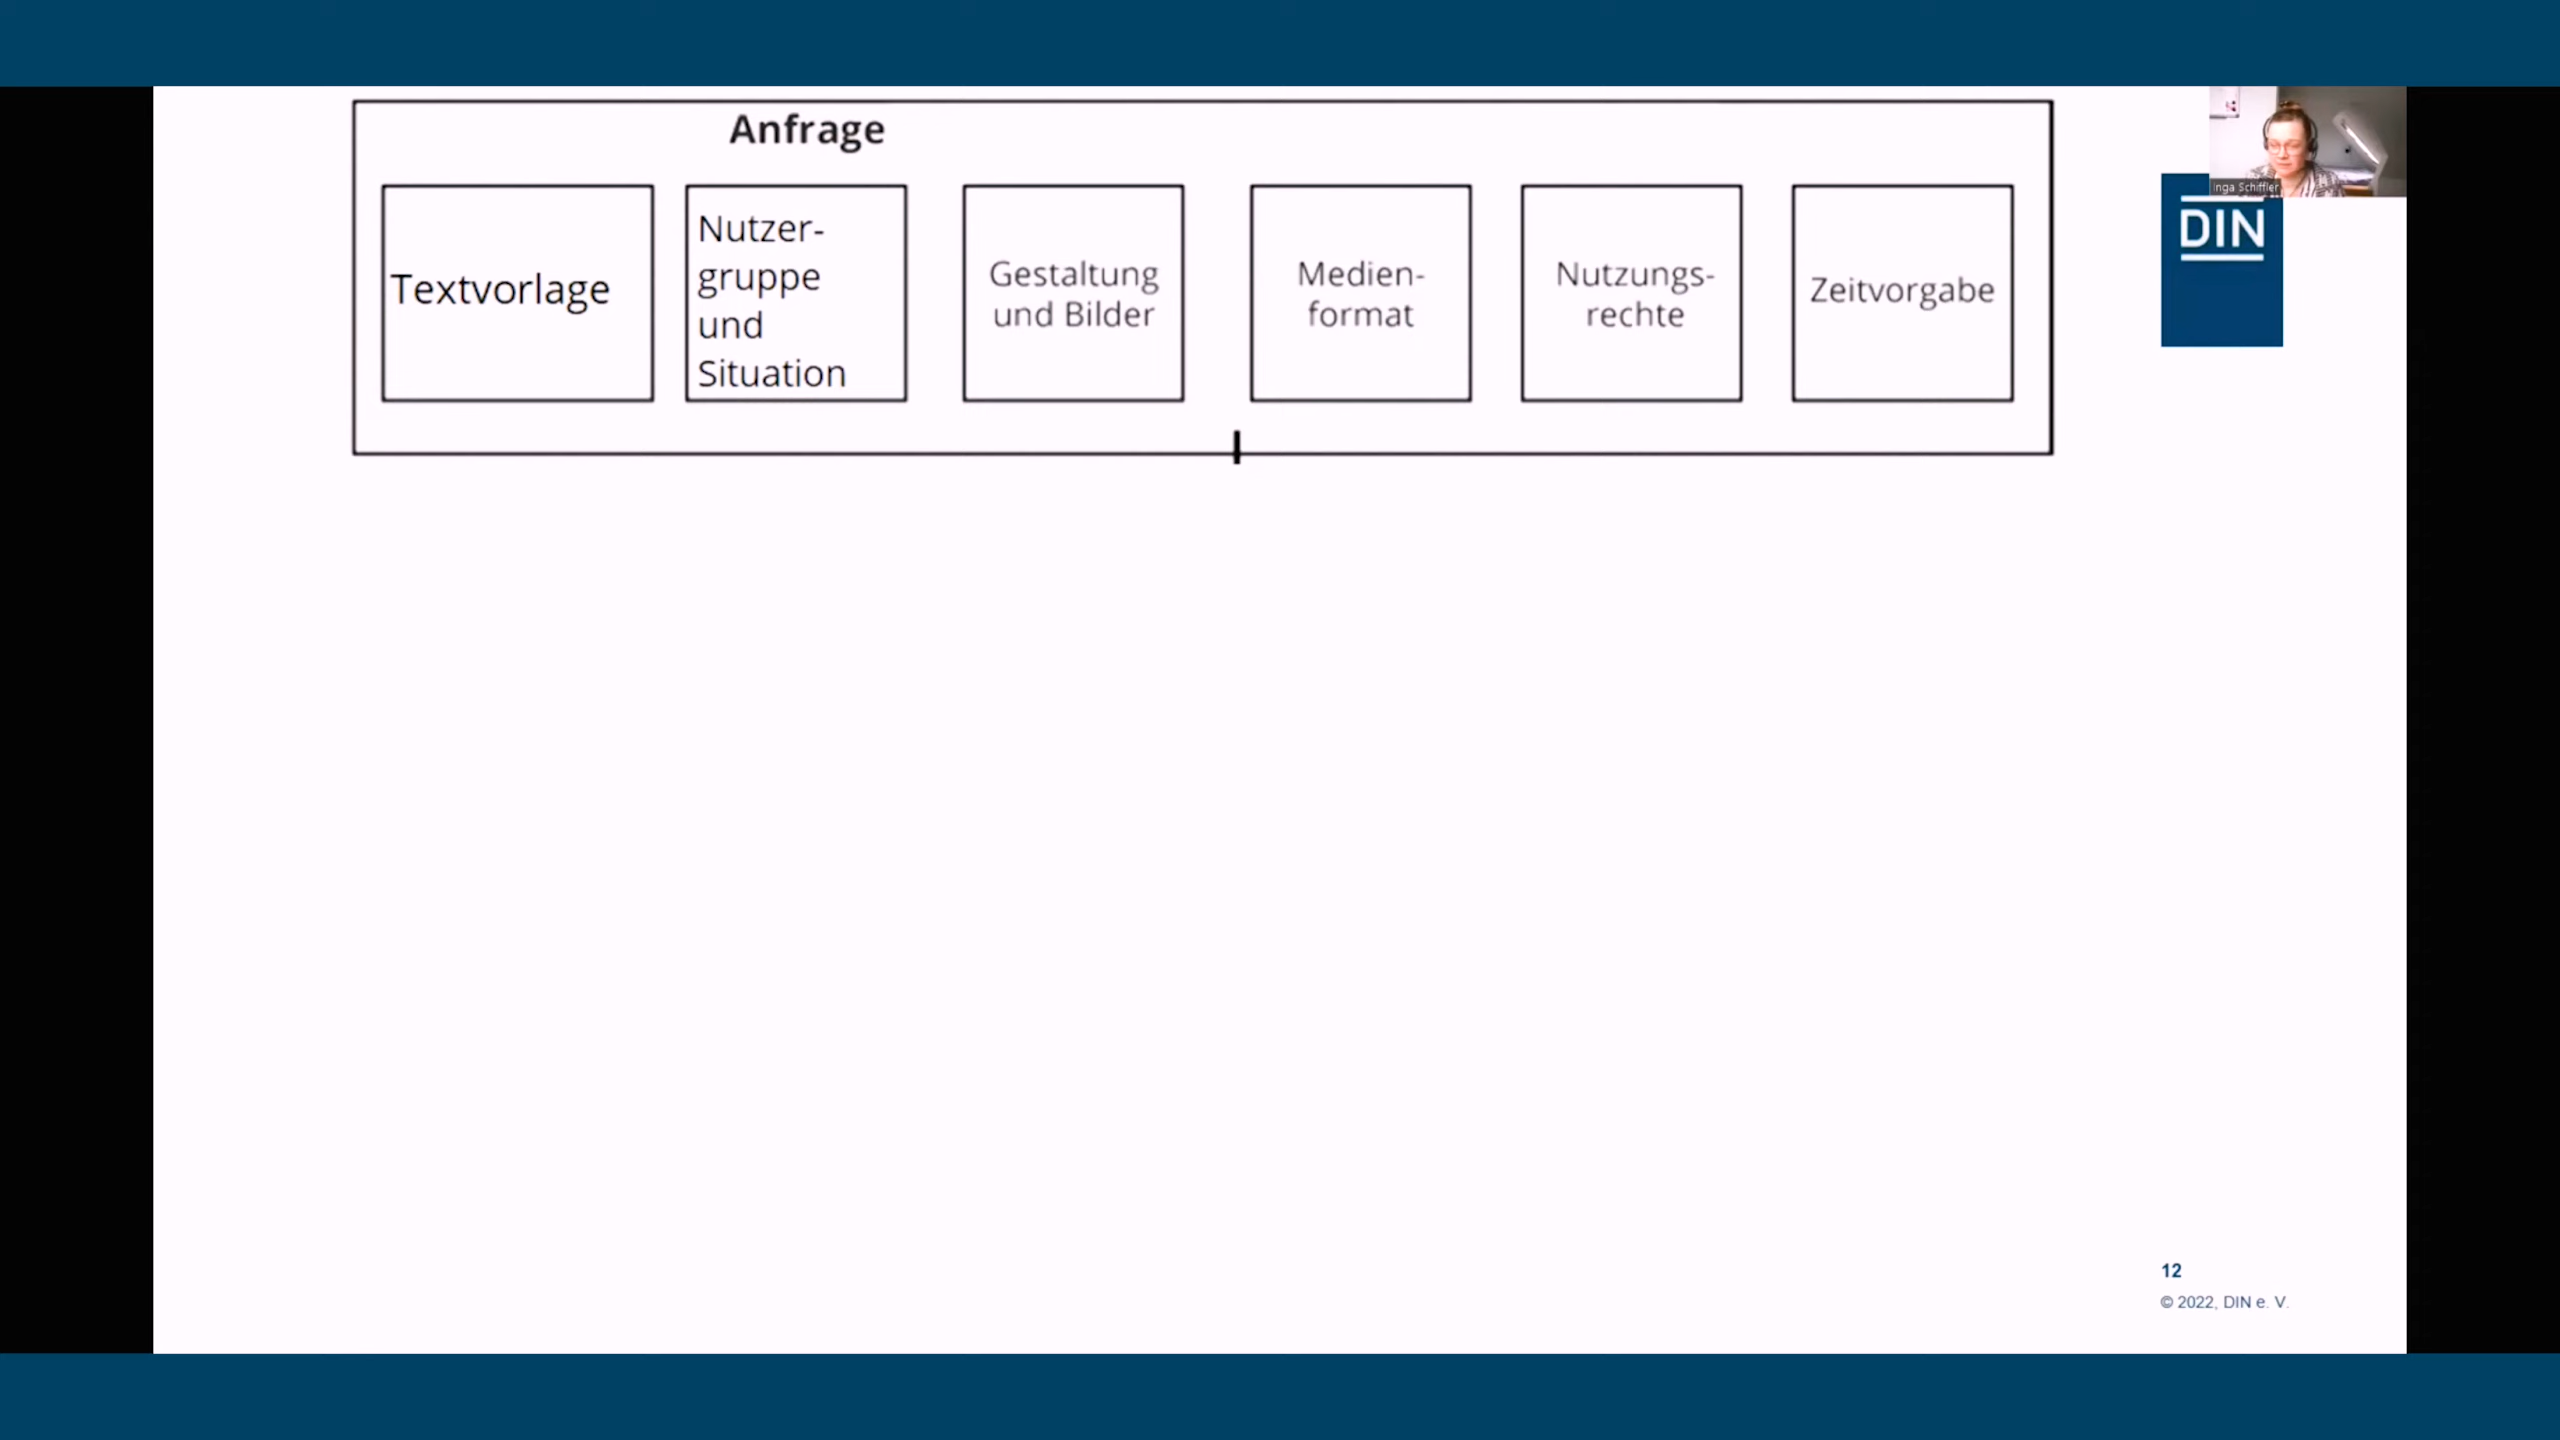 Anfrage
Textvorlage
Nutzer-
gruppe
und
Situation
Gestaltung
und Bilder
Medien-
format
Nutzungs-
rechte
Zeitvorgabe
Inga Schiffler
DIN
12
© 2022, DIN e. V.